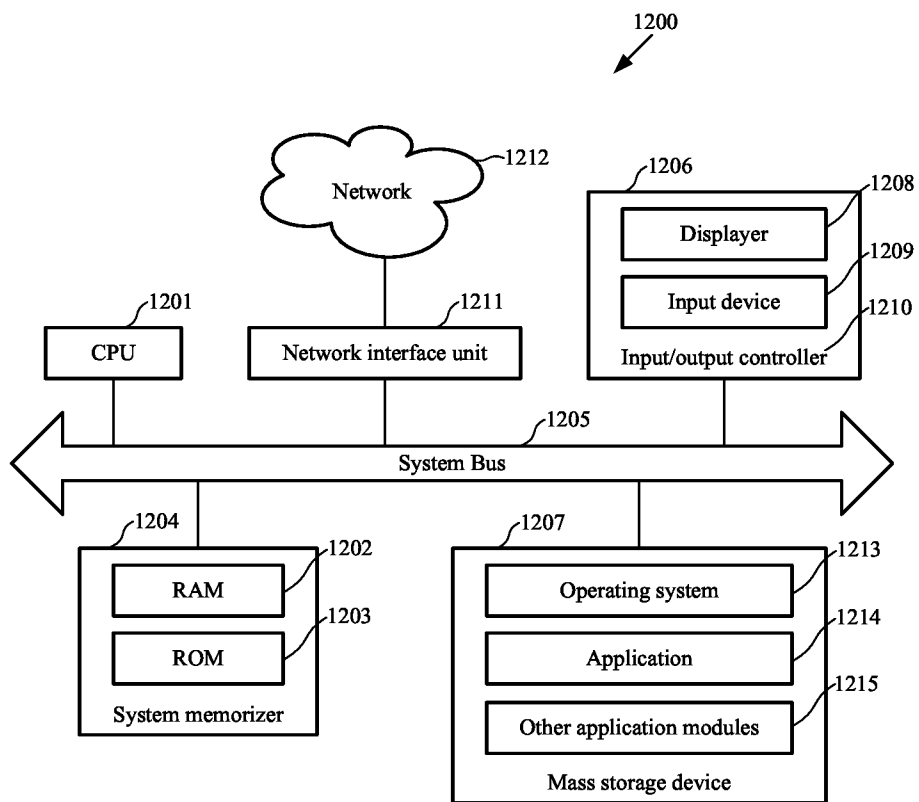 1200
1212
Network
1206
1208
Displayer
1209
Input device
1210
Input/output controller
1201
CPU
1211
Network interface unit
1205
System Bus
1204
1202
RAM
1203
ROM
System memorizer
1207
1213
Operating system
1214
Application
1215
Other application modules
Mass storage device